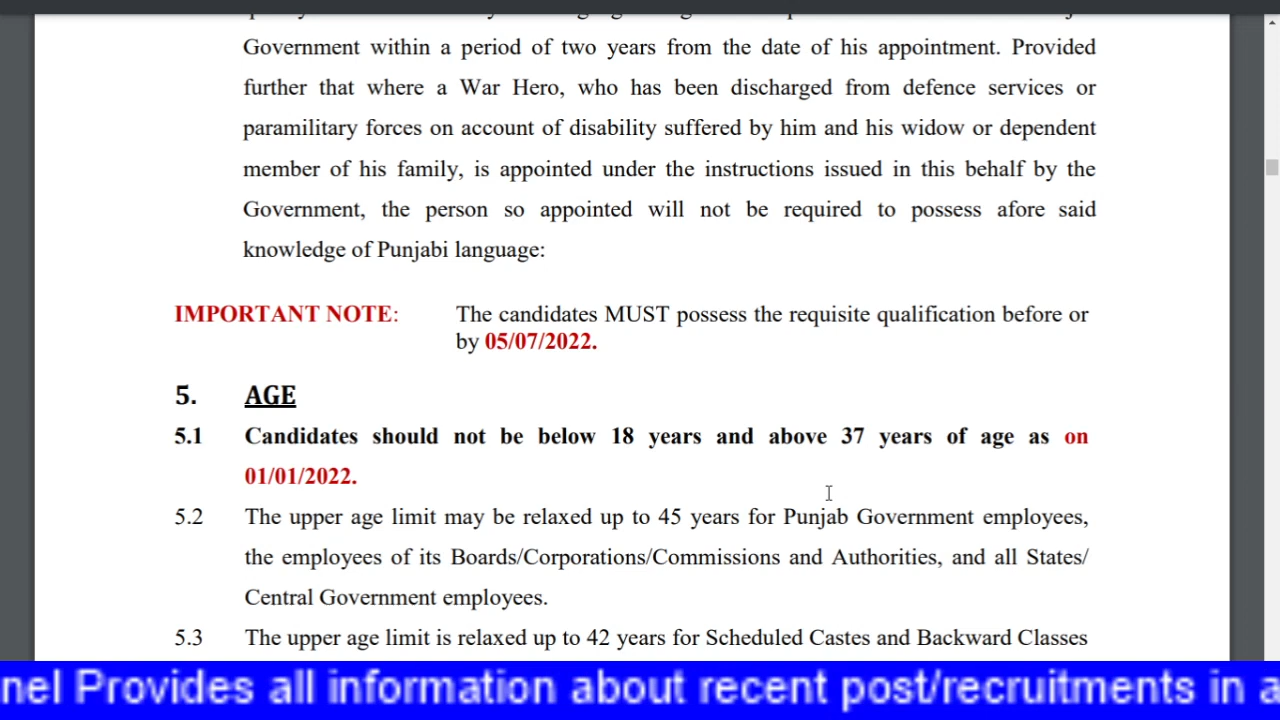 Government within a period of two years from the date of his appointment. Provided
further that where a War Hero, who has been discharged from defence services or
paramilitary forces on account of disability suffered by him and his widow or dependent
member of his family, is appointed under the instructions issued in this behalf by the
Government, the person so appointed will not be required to possess afore said
knowledge of Punjabi language:
IMPORTANT NOTE: The candidates MUST possess the requisite qualification before or
by 05/07/2022.
5. AGE
5.1 Candidates should not be below 18 years and above 37 years of age as on
01/01/2022.
5.2 The upper age limit may be relaxed up to 45 years for Punjab Government employees,
the employees of its Boards/Corporations/Commissions and Authorities, and all States/
Central Government employees.
5.3 The upper age limit is relaxed up to 42 years for Scheduled Castes and Backward Classes
nel Provides all information about recent post/recruitments in a